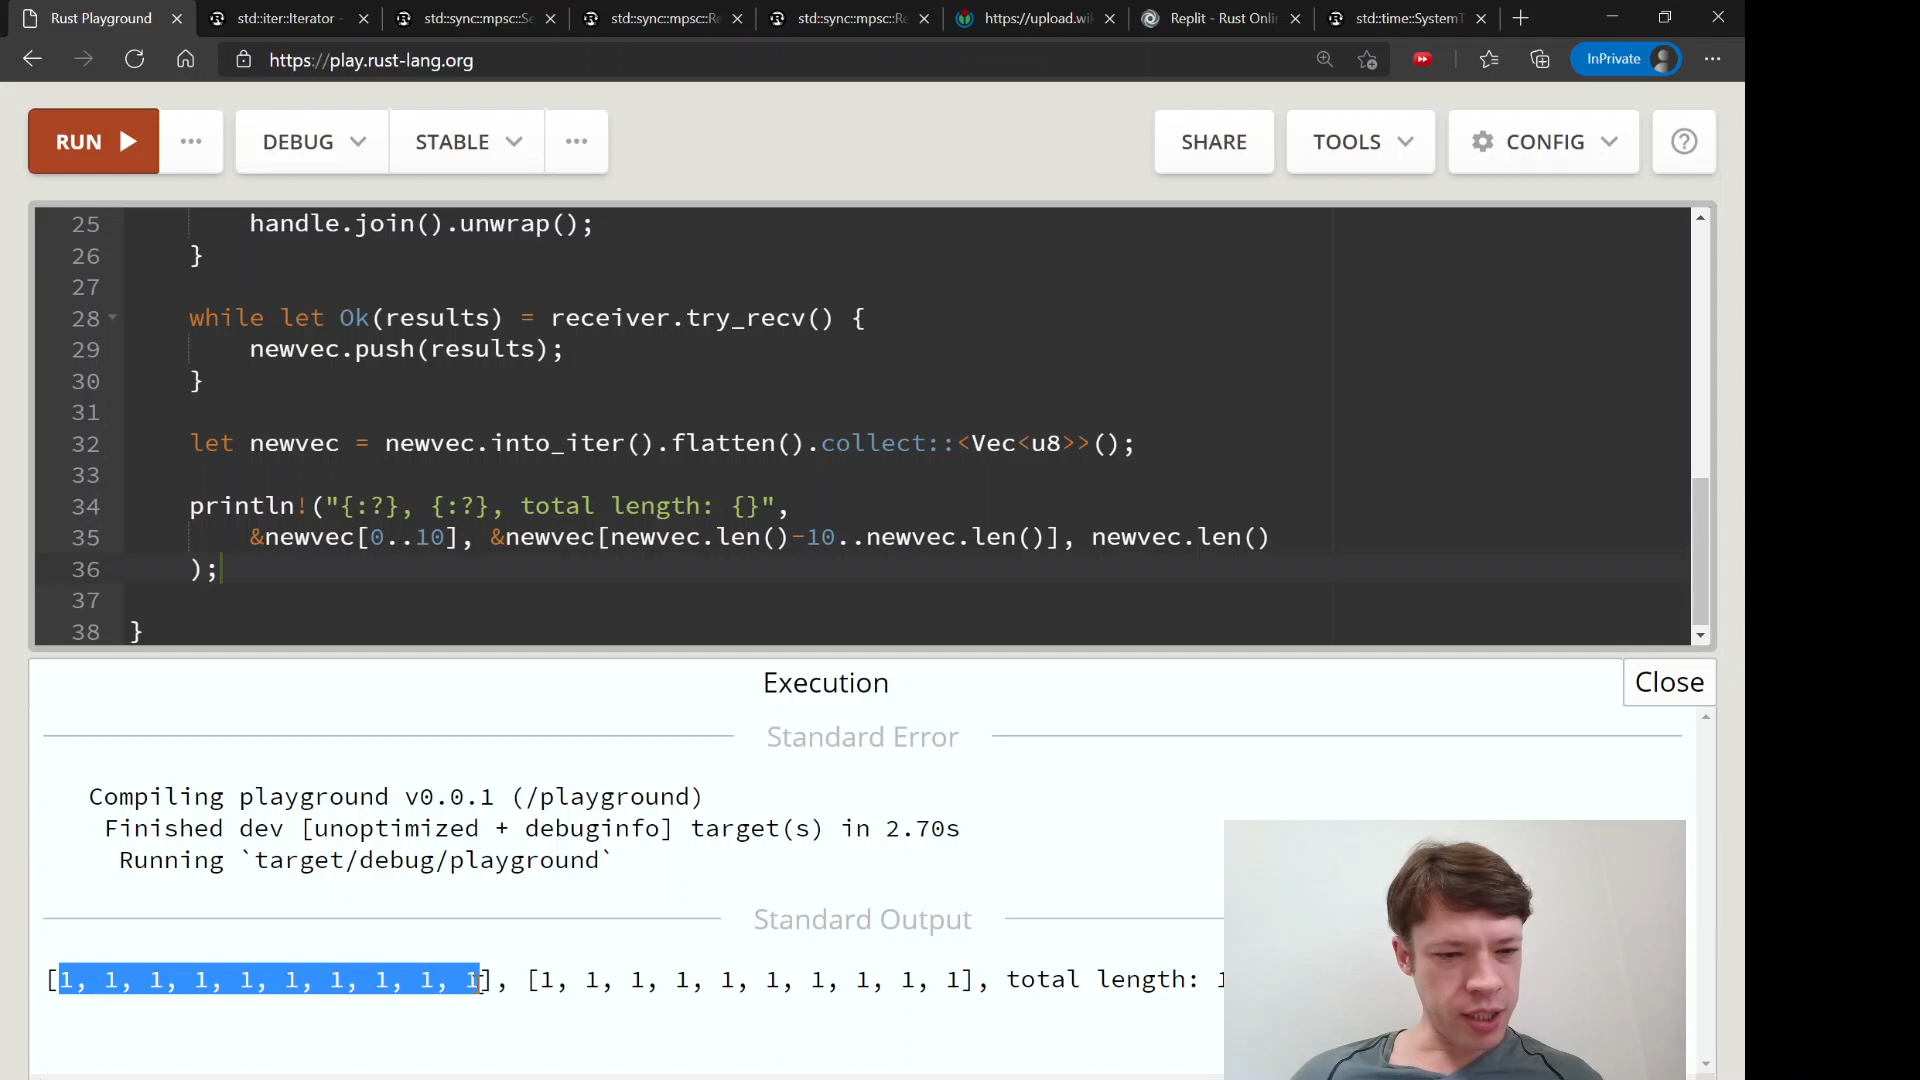 Rust Playground
std::iter::Iterator -
std::sync::mpsc::Se
std::sync::mpsc::Re
std::sync::mpsc::Re
https://upload.wi
Replit - Rust Onli
std::time::SystemT
https://play.rust-lang.org
InPrivate
RUN
DEBUG
STABLE
SHARE
TOOLS
CONFIG
25 handle.join().unwrap();
26 }
27
28 while let Ok(results) = receiver.try_recv() {
29 newvec.push(results);
30 }
31
32 let newvec = newvec.into_iter().flatten().collect::<Vec<u8>>();
33
34 println!("{:?}, {:?}, total length: {}",
35 &newvec[0..10], &newvec[newvec.len()-10..newvec.len()], newvec.len()
36 );
37
38 }
Execution
Close
Standard Error
Compiling playground v0.0.1 (/playground)
Finished dev [unoptimized + debuginfo] target(s) in 2.70s
Running `target/debug/playground`
Standard Output
[1, 1, 1, 1, 1, 1, 1, 1, 1, 1], [1, 1, 1, 1, 1, 1, 1, 1, 1, 1], total length: 1